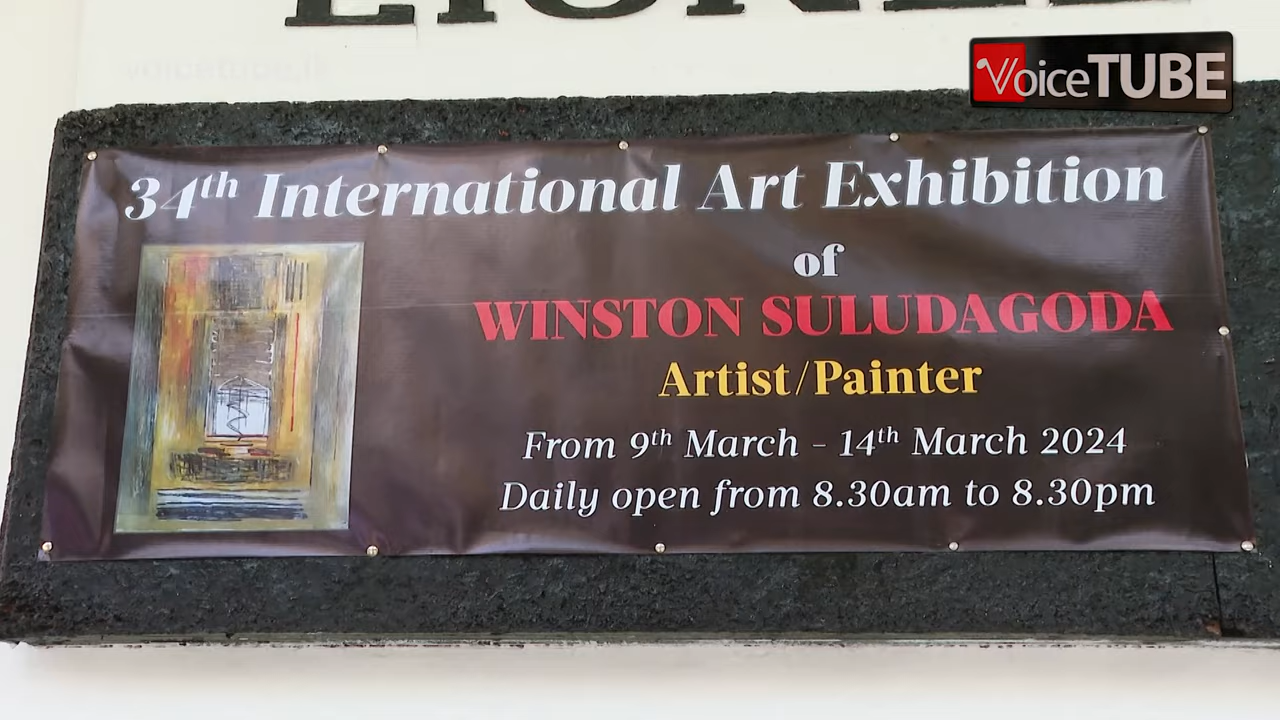 VoiceTUBE
34th International Art Exhibition
of
WINSTON SULUDAGODA
Artist/Painter
From 9th March - 14th March 2024
Daily open from 8.30am to 8.30pm